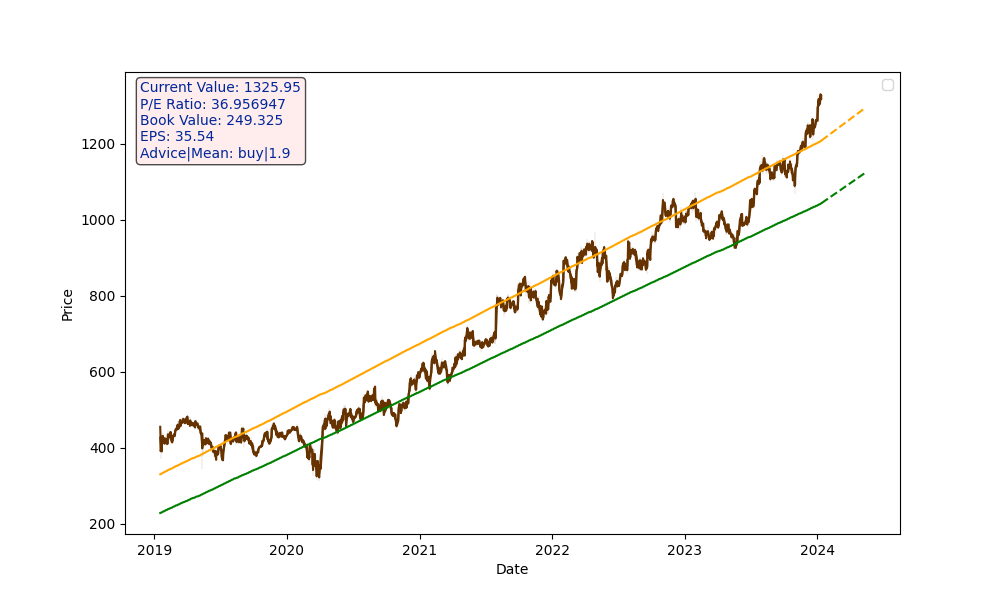 Current Value: 1325.95
P/E Ratio: 36.956947
Book Value: 249.325
EPS: 35.54
Advice|Mean: buy|1.9
1200
1000
800
600
400
200
Price
2019 2020 2021 2022 2023 2024
Date